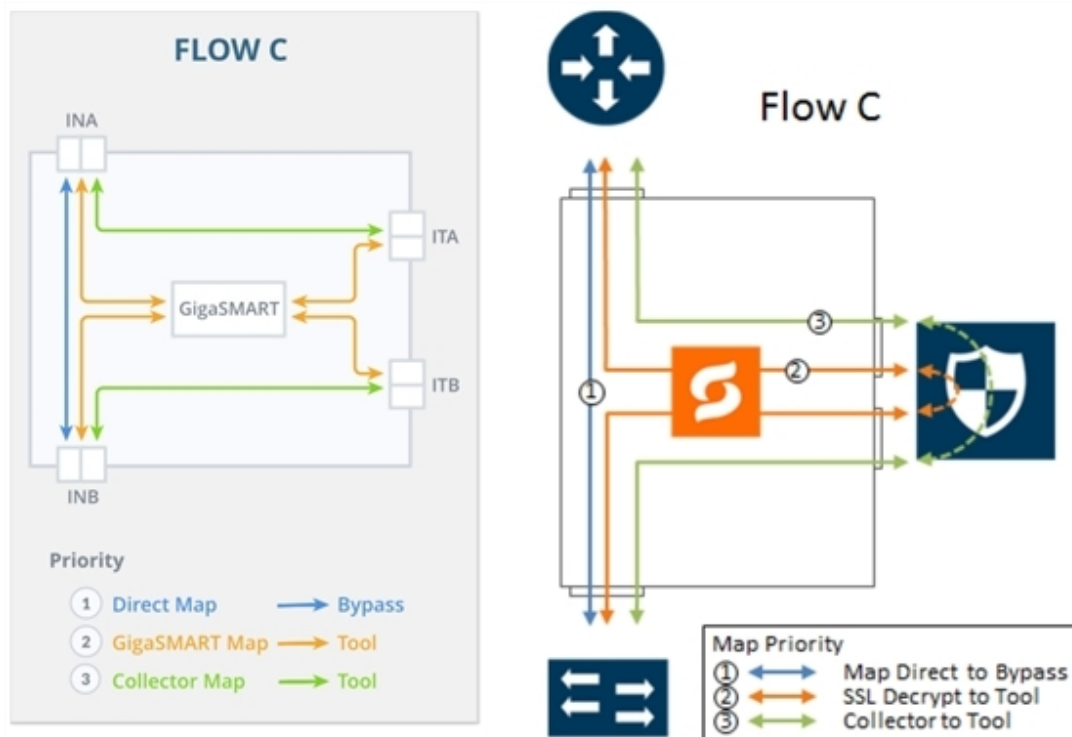 FLOW C
INA
ITA
GigaSMART
ITB
INB
Priority
1 Direct Map Bypass
2 GigaSMART Map Tool
3 Collector Map Tool
Flow C
3
2
1
Map Priority
1 Map Direct to Bypass
2 SSL Decrypt to Tool
3 Collector to Tool